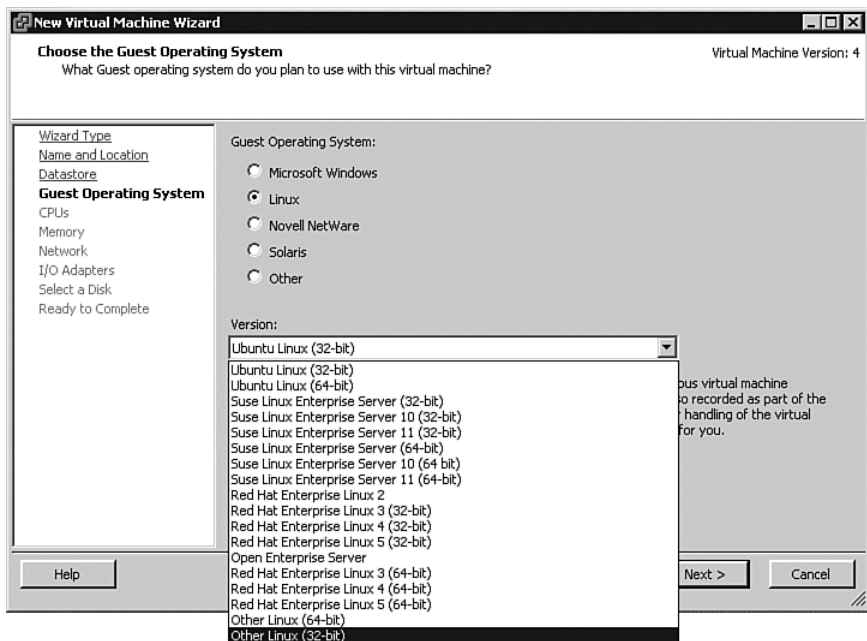 New Virtual Machine Wizard
Choose the Guest Operating System
What Guest operating system do you plan to use with this virtual machine?
Virtual Machine Version: 4
Wizard Type
Name and Location
Datastore
Guest Operating System
CPUs
Memory
Network
I/O Adapters
Select a Disk
Ready to Complete
Guest Operating System:
Microsoft Windows
Linux
Novell NetWare
Solaris
Other
Version:
Ubuntu Linux (32-bit)
Ubuntu Linux (32-bit)
Ubuntu Linux (64-bit)
Suse Linux Enterprise Server (32-bit)
Suse Linux Enterprise Server 10 (32-bit)
Suse Linux Enterprise Server 11 (32-bit)
Suse Linux Enterprise Server (64-bit)
Suse Linux Enterprise Server 10 (64 bit)
Suse Linux Enterprise Server 11 (64-bit)
Red Hat Enterprise Linux 2
Red Hat Enterprise Linux 3 (32-bit)
Red Hat Enterprise Linux 4 (32-bit)
Red Hat Enterprise Linux 5 (32-bit)
Open Enterprise Server
Red Hat Enterprise Linux 3 (64-bit)
Red Hat Enterprise Linux 4 (64-bit)
Red Hat Enterprise Linux 5 (64-bit)
Other Linux (64-bit)
Other Linux (32-bit)
virtual machine
recorded as part of the
handling of the virtual
for you.
Help
Next >
Cancel